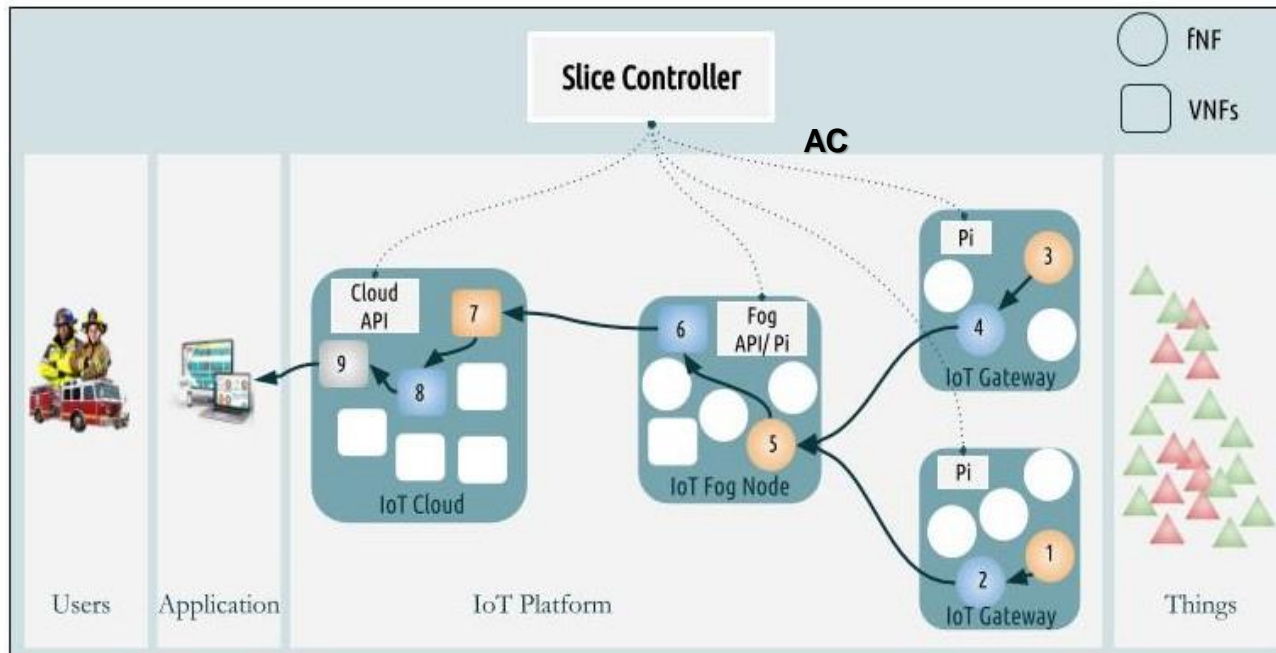 Slice Controller
fNF
VNFs
AC
Pi
3
4
IoT Gateway
Cloud
API
7
9
8
IoT Cloud
6
Fog
API/ Pi
5
IoT Fog Node
Pi
1
2
IoT Gateway
Users
Application
IoT Platform
Things